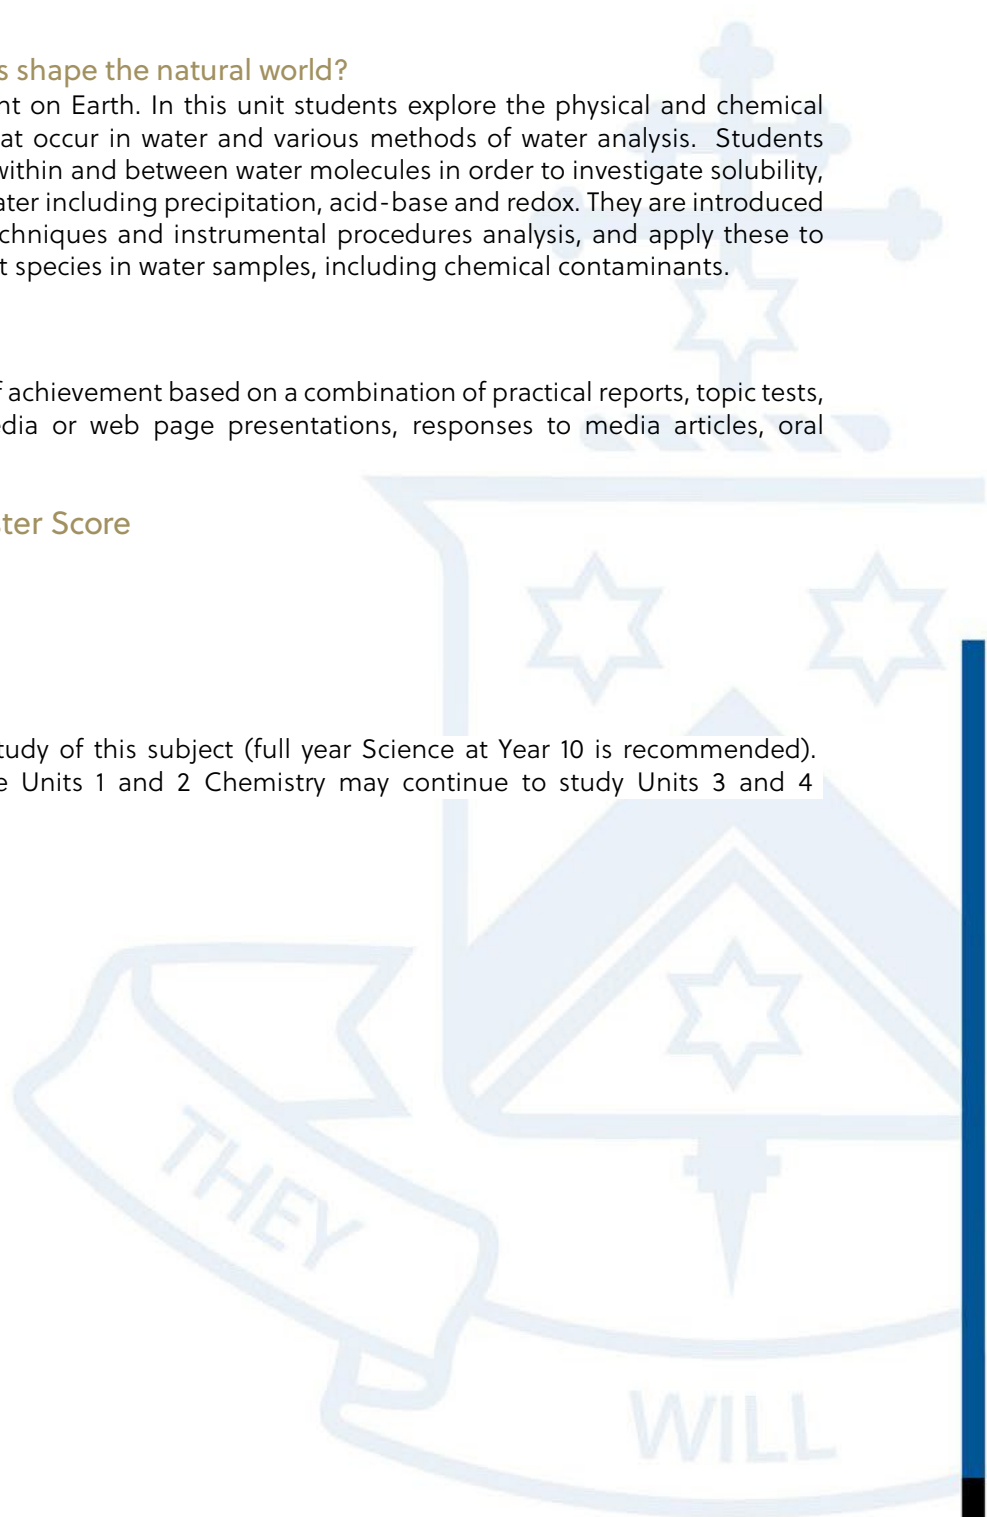 s shape the natural world?
nt on Earth. In this unit students explore the physical and chemical
at occur in water and various methods of water analysis. Students
within and between water molecules in order to investigate solubility,
ater including precipitation, acid-base and redox. They are introduced
echniques and instrumental procedures analysis, and apply these to
t species in water samples, including chemical contaminants.
f achievement based on a combination of practical reports, topic tests,
edia or web page presentations, responses to media articles, oral
ter Score
tudy of this subject (full year Science at Year 10 is recommended).
e Units 1 and 2 Chemistry may continue to study Units 3 and 4
THEY
WILL